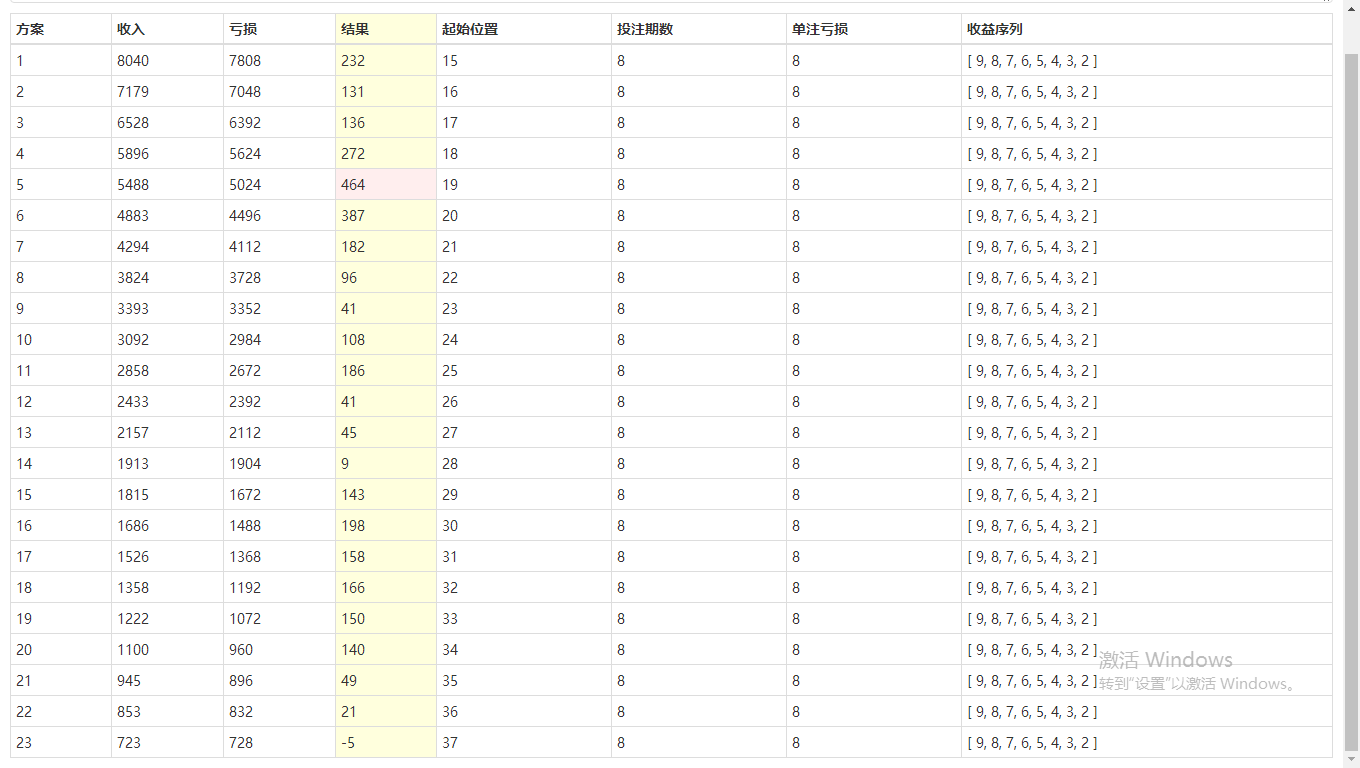 方案 收入 亏损 结果 起始位置 投注期数 单注亏损 收益序列
1 8040 7808 232 15 8 8 [ 9, 8, 7, 6, 5, 4, 3, 2 ]
2 7179 7048 131 16 8 8 [ 9, 8, 7, 6, 5, 4, 3, 2 ]
3 6528 6392 136 17 8 8 [ 9, 8, 7, 6, 5, 4, 3, 2 ]
4 5896 5624 272 18 8 8 [ 9, 8, 7, 6, 5, 4, 3, 2 ]
5 5488 5024 464 19 8 8 [ 9, 8, 7, 6, 5, 4, 3, 2 ]
6 4883 4496 387 20 8 8 [ 9, 8, 7, 6, 5, 4, 3, 2 ]
7 4294 4112 182 21 8 8 [ 9, 8, 7, 6, 5, 4, 3, 2 ]
8 3824 3728 96 22 8 8 [ 9, 8, 7, 6, 5, 4, 3, 2 ]
9 3393 3352 41 23 8 8 [ 9, 8, 7, 6, 5, 4, 3, 2 ]
10 3092 2984 108 24 8 8 [ 9, 8, 7, 6, 5, 4, 3, 2 ]
11 2858 2672 186 25 8 8 [ 9, 8, 7, 6, 5, 4, 3, 2 ]
12 2433 2392 41 26 8 8 [ 9, 8, 7, 6, 5, 4, 3, 2 ]
13 2157 2112 45 27 8 8 [ 9, 8, 7, 6, 5, 4, 3, 2 ]
14 1913 1904 9 28 8 8 [ 9, 8, 7, 6, 5, 4, 3, 2 ]
15 1815 1672 143 29 8 8 [ 9, 8, 7, 6, 5, 4, 3, 2 ]
16 1686 1488 198 30 8 8 [ 9, 8, 7, 6, 5, 4, 3, 2 ]
17 1526 1368 158 31 8 8 [ 9, 8, 7, 6, 5, 4, 3, 2 ]
18 1358 1192 166 32 8 8 [ 9, 8, 7, 6, 5, 4, 3, 2 ]
19 1222 1072 150 33 8 8 [ 9, 8, 7, 6, 5, 4, 3, 2 ]
20 1100 960 140 34 8 8 [ 9, 8, 7, 6, 5, 4, 3, 2 ]
激活 Windows
21 945 896 49 35 8 8 [ 9, 8, 7, 6, 5, 4, 3, 2 ]
转到“设置”以激活 Windows。
22 853 832 21 36 8 8 [ 9, 8, 7, 6, 5, 4, 3, 2 ]
23 723 728 -5 37 8 8 [ 9, 8, 7, 6, 5, 4, 3, 2 ]